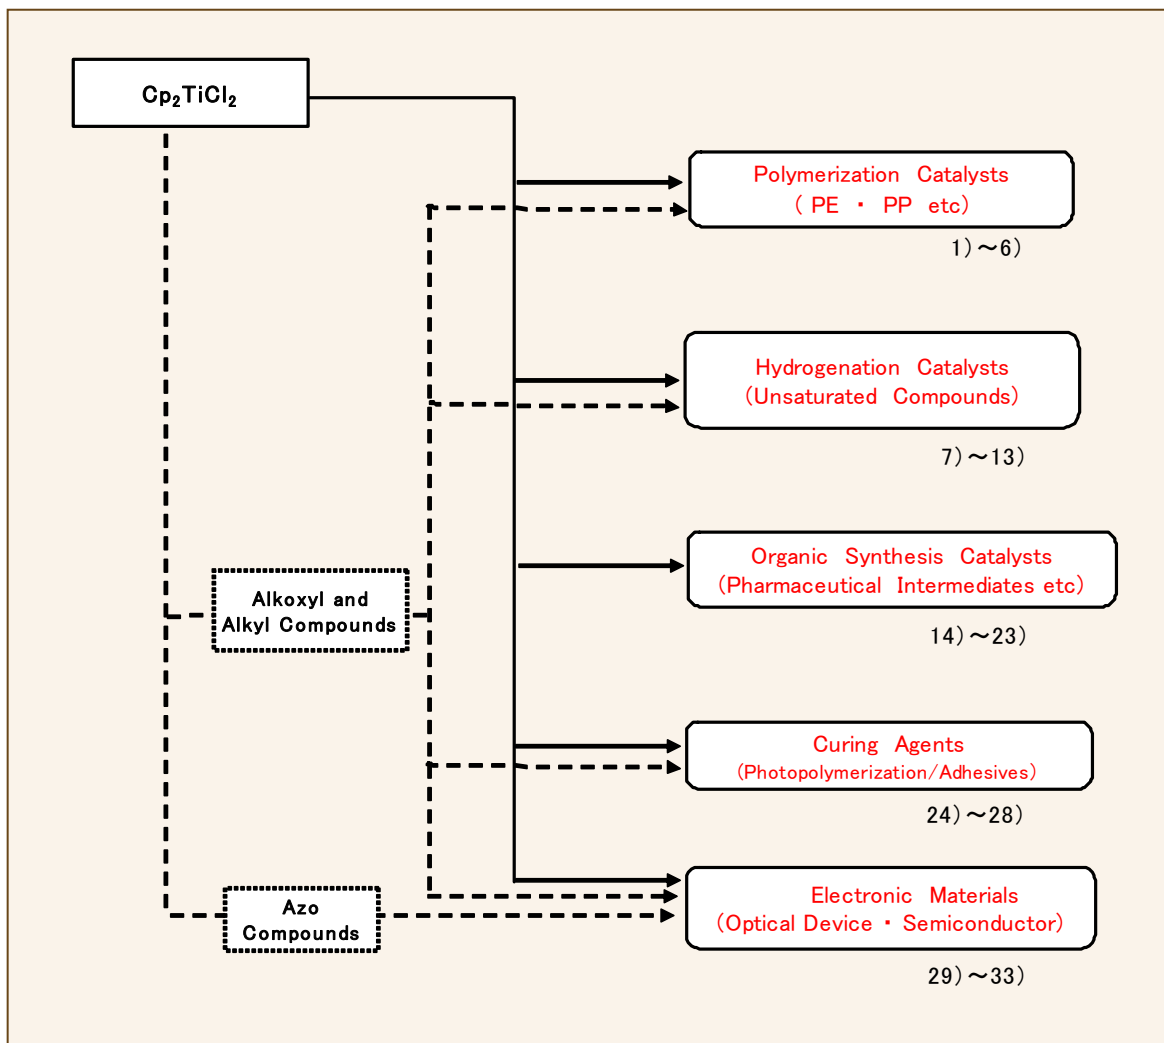 Cp₂TiCl₂
Polymerization Catalysts
( PE ・ PP etc)
1)～6)
Hydrogenation Catalysts
(Unsaturated Compounds)
7)～13)
Organic Synthesis Catalysts
(Pharmaceutical Intermediates etc)
14)～23)
Alkoxyl and
Alkyl Compounds
Curing Agents
(Photopolymerization/Adhesives)
24)～28)
Azo
Compounds
Electronic Materials
(Optical Device ・ Semiconductor)
29)～33)